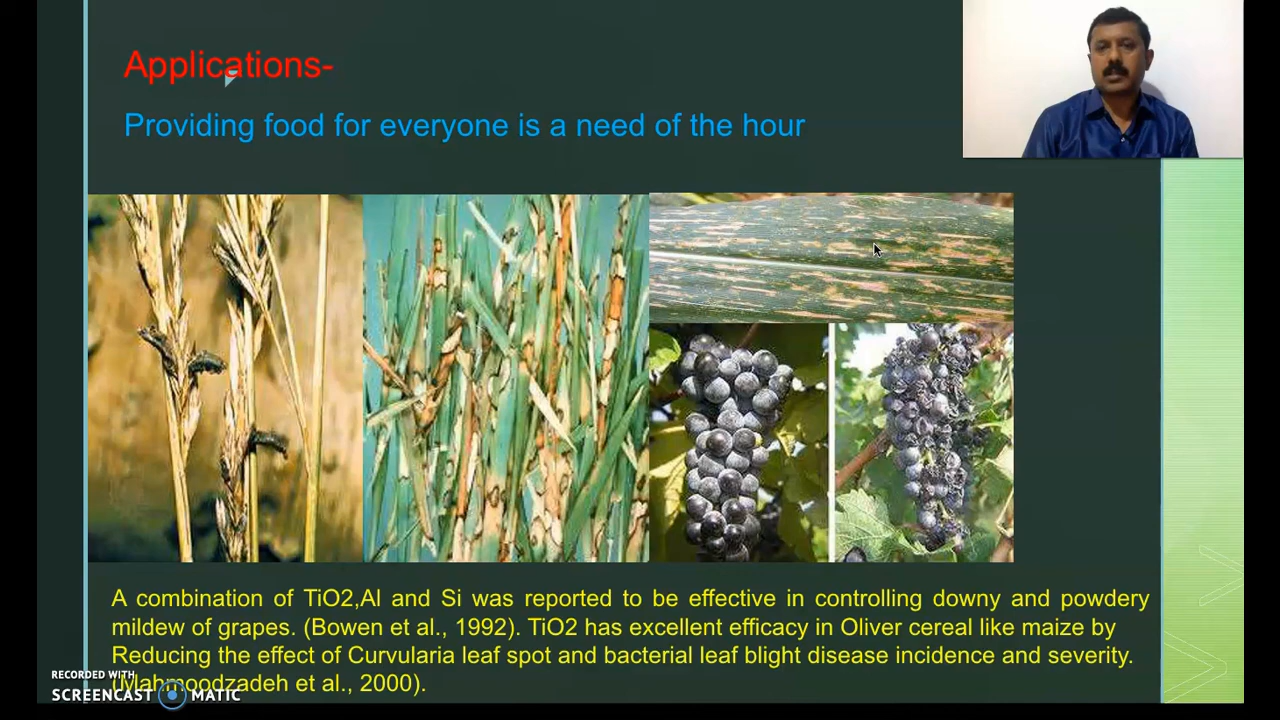 Applications-
Providing food for everyone is a need of the hour
A combination of TiO2,Al and Si was reported to be effective in controlling downy and powdery
mildew of grapes. (Bowen et al., 1992). TiO2 has excellent efficacy in Oliver cereal like maize by
Reducing the effect of Curvularia leaf spot and bacterial leaf blight disease incidence and severity.
(Mahmoodzadeh et al., 2000).
RECORDED WITH
SCREENCAST MATIC